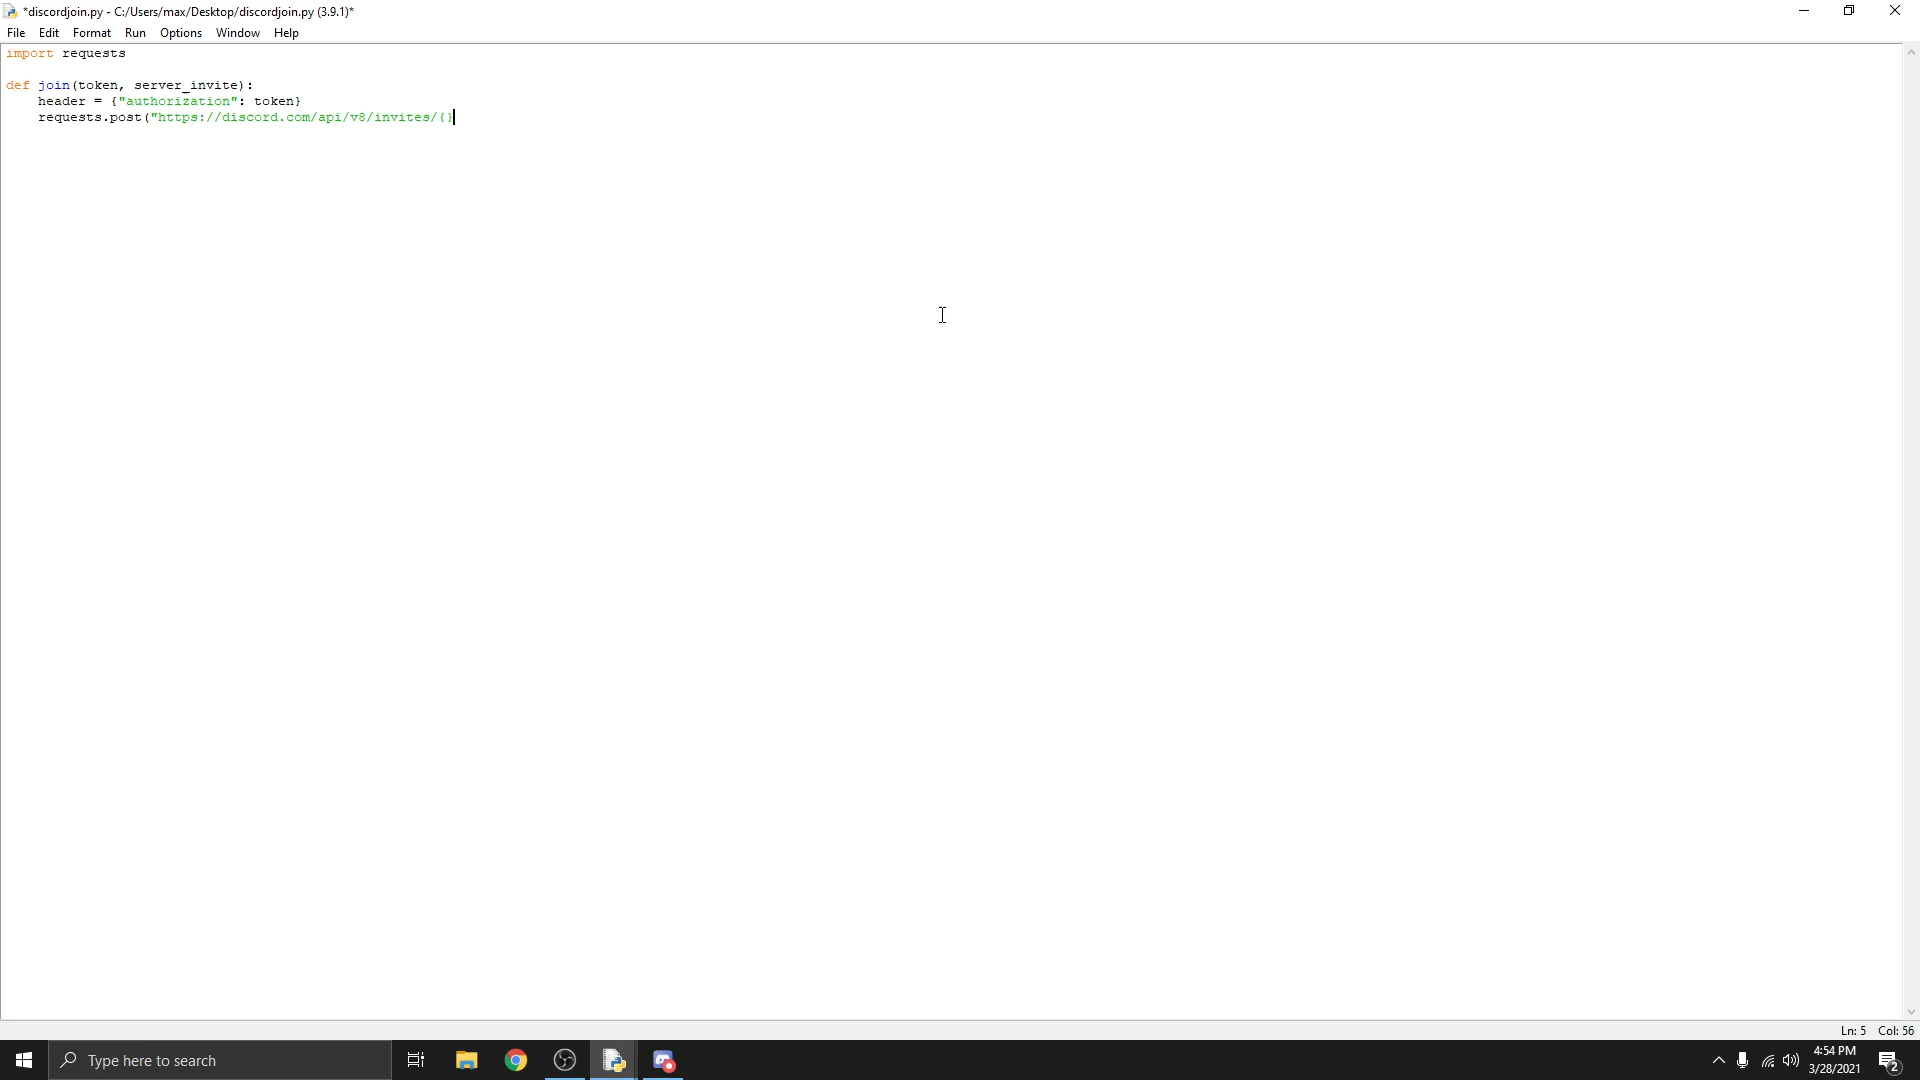 *discordjoin.py - C:/Users/max/Desktop/discordjoin.py (3.9.1)*
File Edit Format Run Options Window Help
import requests
def join(token, server_invite):
    header = {"authorization": token}
    requests.post("https://discord.com/api/v8/invites/{}
Ln: 5 Col: 56
Type here to search
4:54 PM
3/28/2021
2